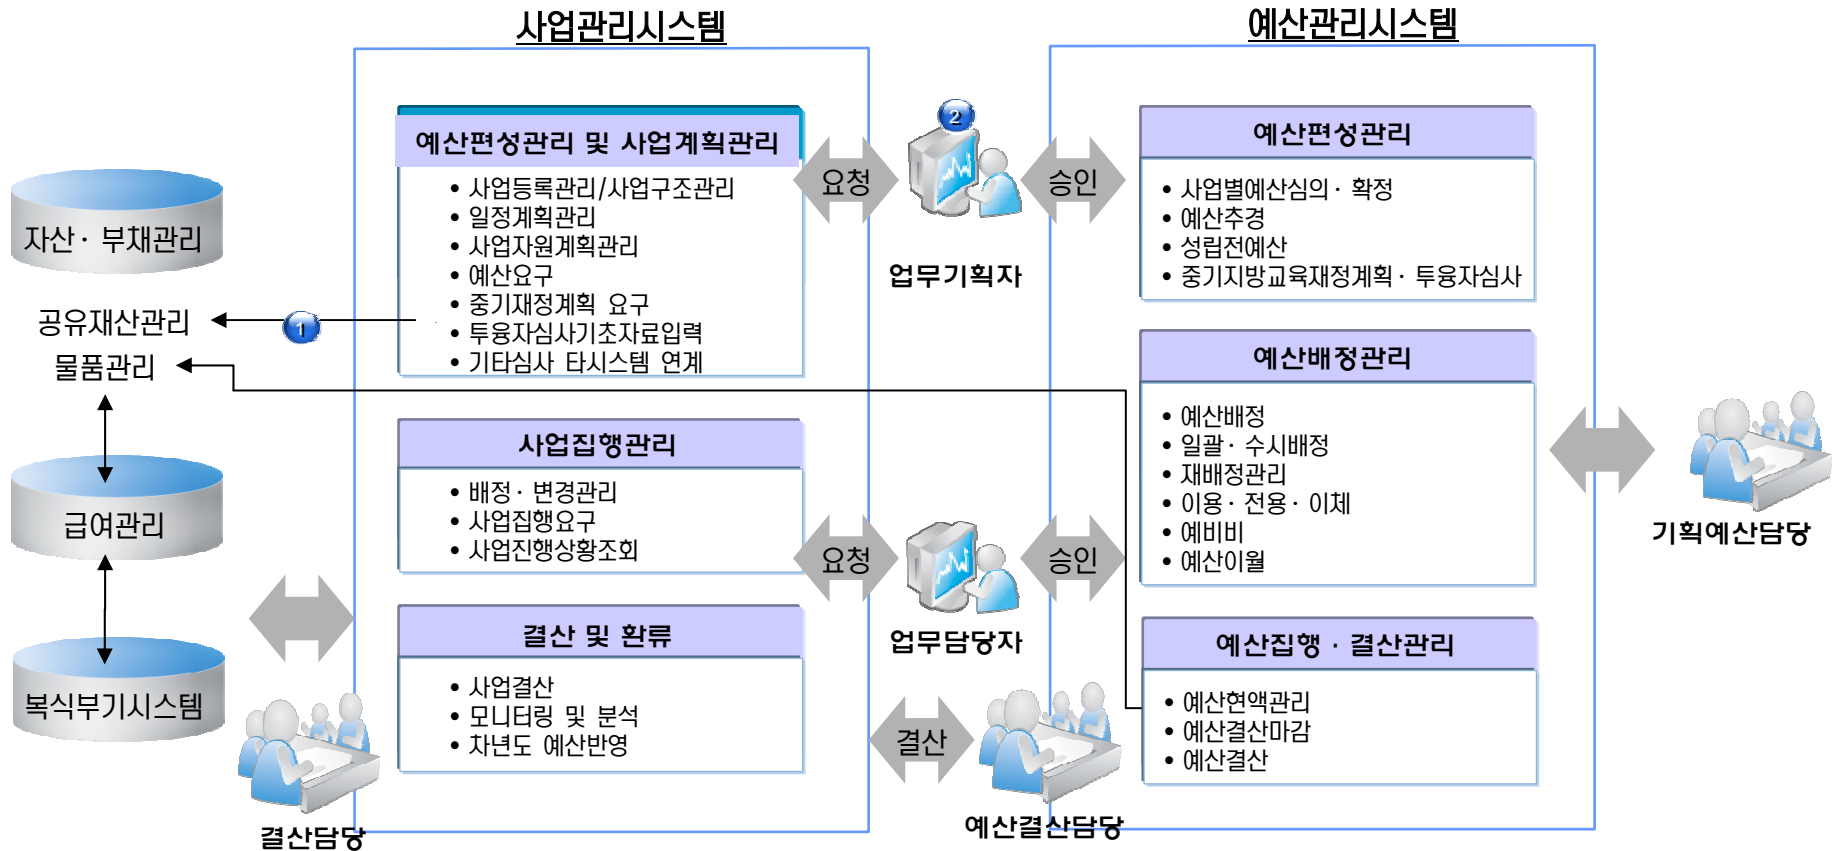 사업관리시스템
예산관리시스템
자산· 부채관리
공유재산관리
물품관리
급여관리
복식부기시스템
1
예산편성관리 및 사업계획관리
• 사업등록관리/사업구조관리
• 일정계획관리
• 사업자원계획관리
• 예산요구
• 중기재정계획 요구
• 투융자심사기초자료입력
• 기타심사 타시스템 연계
사업집행관리
• 배정· 변경관리
• 사업집행요구
• 사업진행상황조회
결산 및 환류
• 사업결산
• 모니터링 및 분석
• 차년도 예산반영
결산담당
요청
2
업무기획자
승인
요청
업무담당자
승인
결산
예산결산담당
예산편성관리
• 사업별예산심의· 확정
• 예산추경
• 성립전예산
• 중기지방교육재정계획· 투융자심사
예산배정관리
• 예산배정
• 일괄· 수시배정
• 재배정관리
• 이용· 전용· 이체
• 예비비
• 예산이월
예산집행 · 결산관리
• 예산현액관리
• 예산결산마감
• 예산결산
기획예산담당